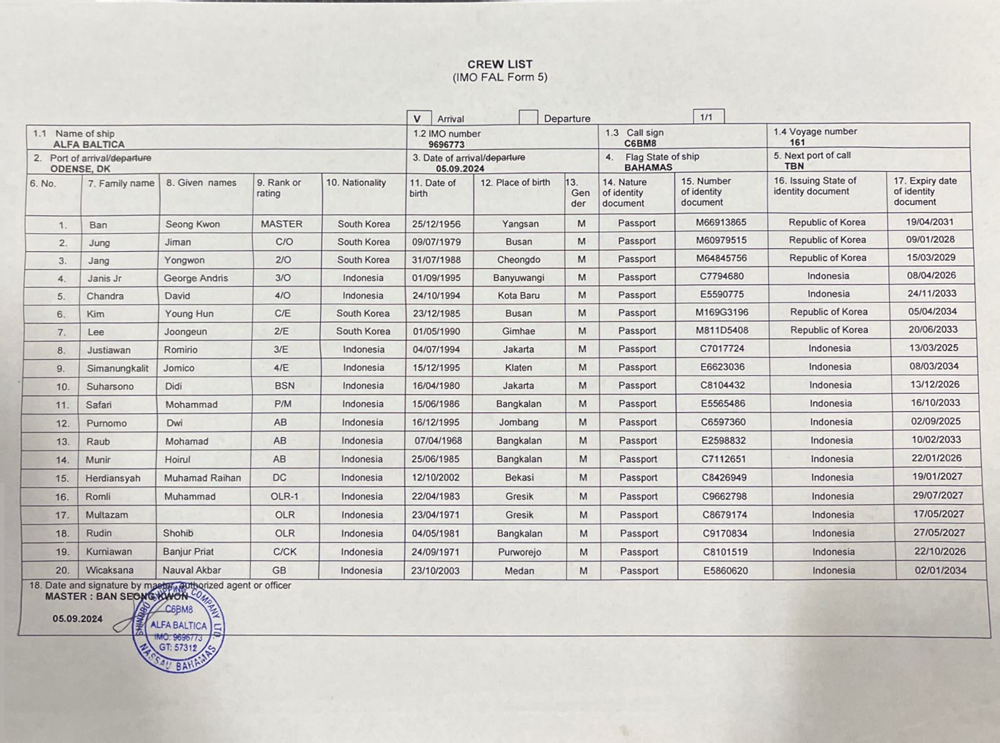 CREW LIST
(IMO FAL Form 5)
V Arrival Departure 1/1
1.1 Name of ship 1.2 IMO number 1.3 Call sign 1.4 Voyage number
ALFA BALTICA 9696773 C6BM8 161
2. Port of arrival/departure 3. Date of arrival/departure 4. Flag State of ship 5. Next port of call
ODENSE, DK 05.09.2024 BAHAMAS TBN
6. No. 7. Family name 8. Given names 9. Rank or rating 10. Nationality 11. Date of birth 12. Place of birth 13. Gen der 14. Nature of identity document 15. Number of identity document 16. Issuing State of identity document 17. Expiry date of identity document
1. Ban Seong Kwon MASTER South Korea 25/12/1956 Yangsan M Passport M66913865 Republic of Korea 19/04/2031
2. Jung Jiman C/O South Korea 09/07/1979 Busan M Passport M60979515 Republic of Korea 09/01/2028
3. Jang Yongwon 2/O South Korea 31/07/1988 Cheongdo M Passport M64845756 Republic of Korea 15/03/2029
4. Janis Jr George Andris 3/O Indonesia 01/09/1995 Banyuwangi M Passport C7794680 Indonesia 08/04/2026
5. Chandra David 4/O Indonesia 24/10/1994 Kota Baru M Passport E5590775 Indonesia 24/11/2033
6. Kim Young Hun C/E South Korea 23/12/1985 Busan M Passport M169G3196 Republic of Korea 05/04/2034
7. Lee Joongeun 2/E South Korea 01/05/1990 Gimhae M Passport M811D5408 Republic of Korea 20/06/2033
8. Justiawan Romirio 3/E Indonesia 04/07/1994 Jakarta M Passport C7017724 Indonesia 13/03/2025
9. Simanungkalit Jomico 4/E Indonesia 15/12/1995 Klaten M Passport E6623036 Indonesia 08/03/2034
10. Suharsono Didi BSN Indonesia 16/04/1980 Jakarta M Passport C8104432 Indonesia 13/12/2026
11. Safari Mohammad P/M Indonesia 15/06/1986 Bangkalan M Passport E5565486 Indonesia 16/10/2033
12. Purnomo Dwi AB Indonesia 16/12/1995 Jombang M Passport C6597360 Indonesia 02/09/2025
13. Raub Mohamad AB Indonesia 07/04/1968 Bangkalan M Passport E2598832 Indonesia 10/02/2033
14. Munir Hoirul AB Indonesia 25/06/1985 Bangkalan M Passport C7112651 Indonesia 22/01/2026
15. Herdiansyah Muhamad Raihan DC Indonesia 12/10/2002 Bekasi M Passport C8426949 Indonesia 19/01/2027
16. Romli Muhammad OLR-1 Indonesia 22/04/1983 Gresik M Passport C9662798 Indonesia 29/07/2027
17. Multazam OLR Indonesia 23/04/1971 Gresik M Passport C8679174 Indonesia 17/05/2027
18. Rudin Shohib OLR Indonesia 04/05/1981 Bangkalan M Passport C9170834 Indonesia 27/05/2027
19. Kurniawan Banjur Priat C/CK Indonesia 24/09/1971 Purworejo M Passport C8101519 Indonesia 22/10/2026
20. Wicaksana Nauval Akbar GB Indonesia 23/10/2003 Medan M Passport E5860620 Indonesia 02/01/2034
18. Date and signature by master, authorized agent or officer
MASTER : BAN SEONG KWON
05.09.2024
SHINDBU SHIPPING COMPANY LTD.
C6BM8
ALFA BALTICA
IMO: 9696773
GT: 57312
NASSAU BAHAMAS